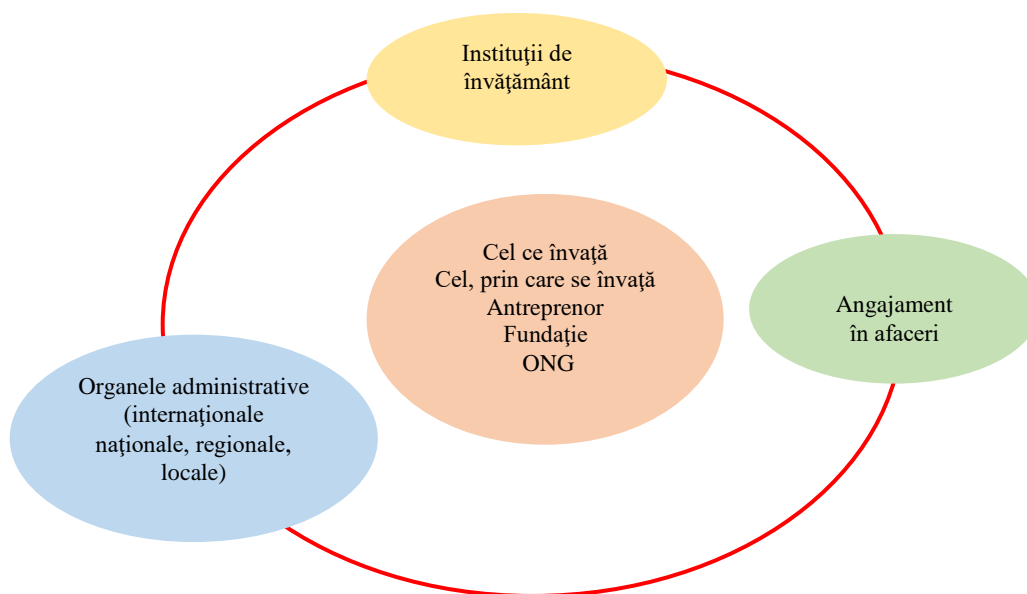 Instituţii de
învăţământ
Cel ce învaţă
Cel, prin care se învaţă
Antreprenor
Fundaţie
ONG
Angajament
în afaceri
Organele administrative
(internaţionale
naţionale, regionale,
locale)